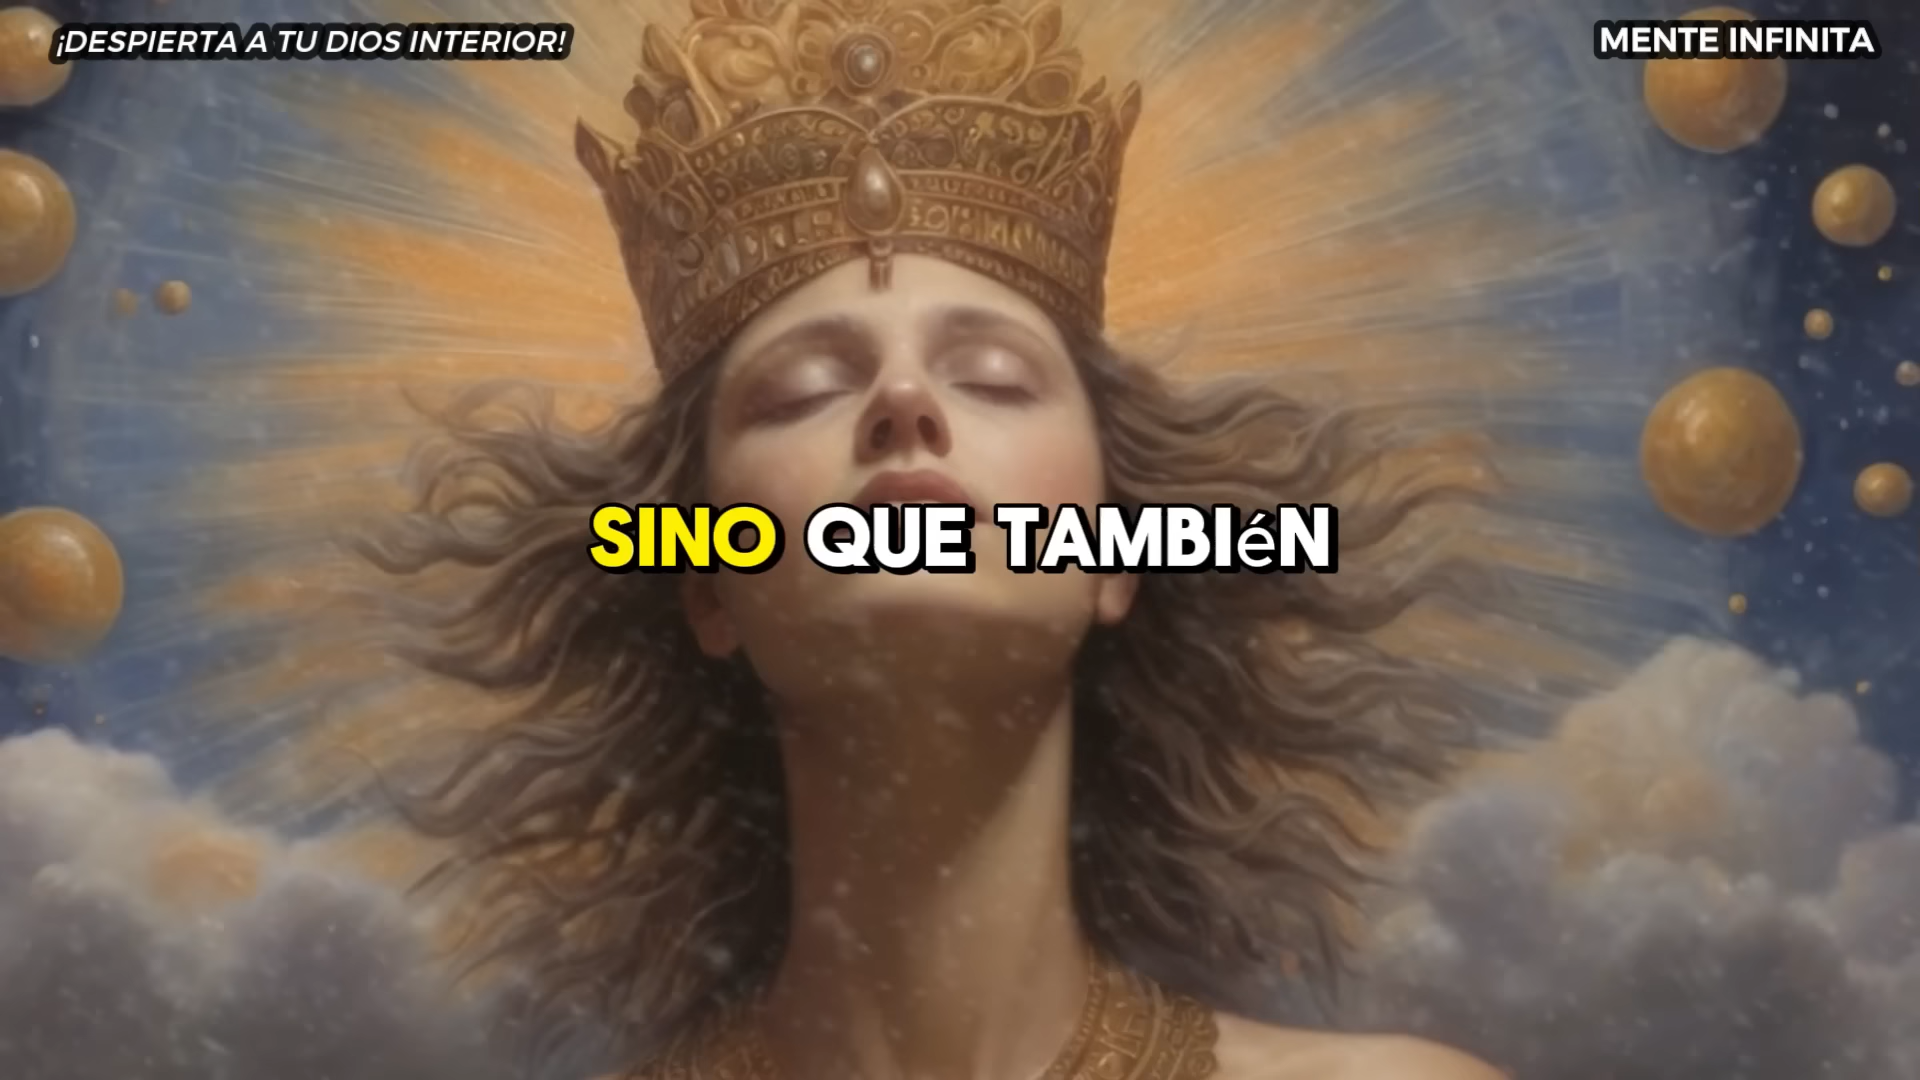 ¡DESPIERTA A TU DIOS INTERIOR!
MENTE INFINITA
SINO QUE TAMBIéN